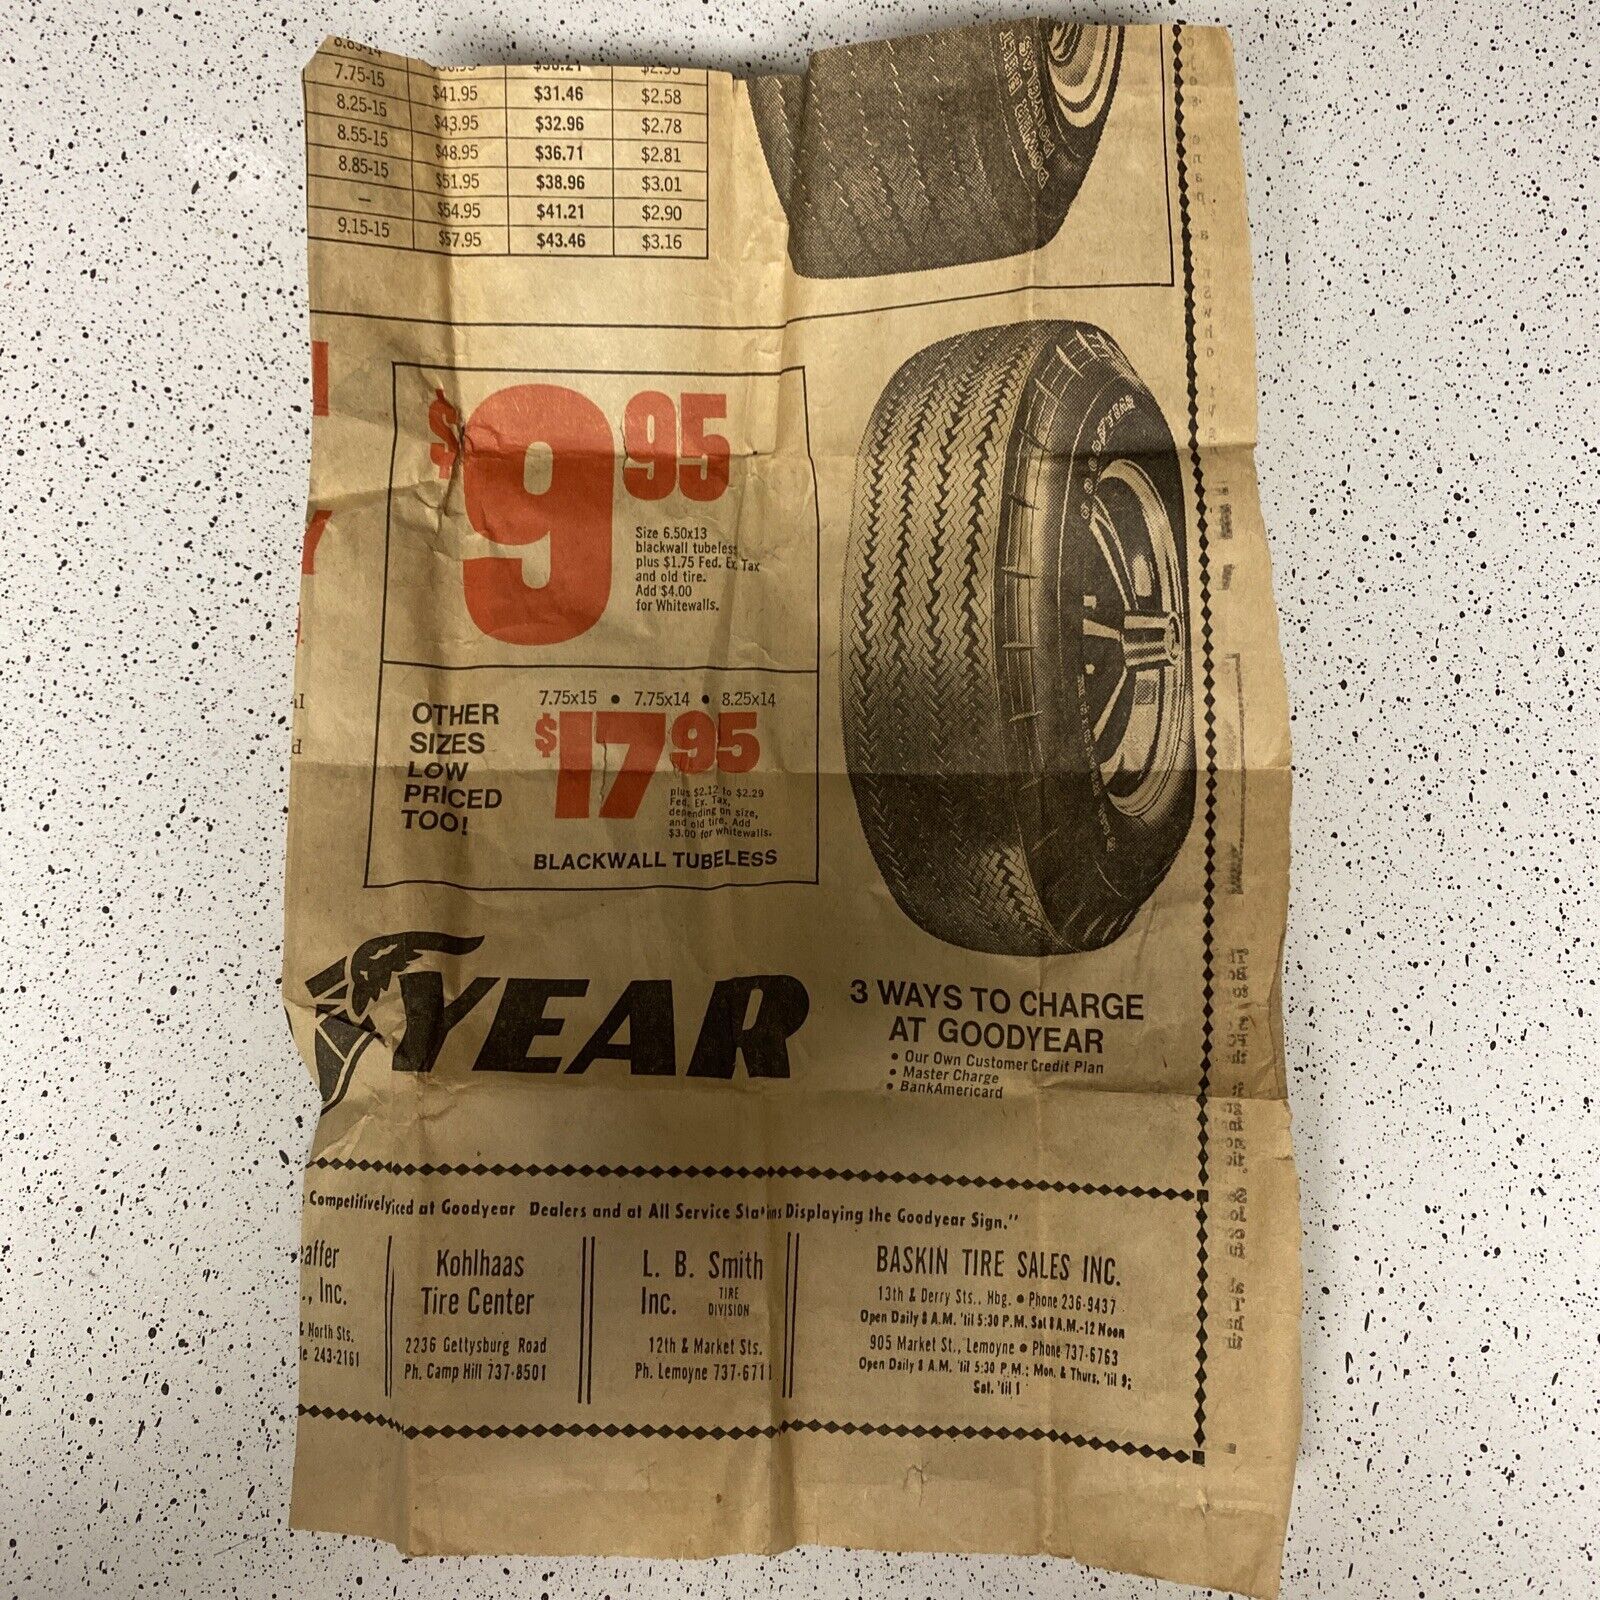 7.75-15 $31.46 $2.58
$41.95
8.25-15 $43.95 $32.96 $2.78
8.55-15 $48.95 $36.71 $2.81
8.85-15 $51.95 $38.96 $3.01
— $54.95 $41.21 $2.90
9.15-15 $57.95 $43.46 $3.16
POWER BELT
POLYGLAS
$9 95
Size 6.50x13
blackwall tubeless
plus $1.75 Fed. Ex. Tax
and old tire.
Add $4.00
for Whitewalls.
OTHER
SIZES
LOW
PRICED
TOO!
7.75x15 ● 7.75x14 ● 8.25x14
$17 95
plus $2.12 to $2.29
Fed. Ex. Tax,
depending on size,
and old tire. Add
$3.00 for whitewalls.
BLACKWALL TUBELESS
YEAR
3 WAYS TO CHARGE
AT GOODYEAR
• Our Own Customer Credit Plan
• Master Charge
• BankAmericard
Competitively iced at Goodyear Dealers and at All Service Stations Displaying the Goodyear Sign."
affer
., Inc.
& North Sts.
e 243-2161
Kohlhaas
Tire Center
2236 Gettysburg Road
Ph. Camp Hill 737-8501
L. B. Smith
Inc. TIRE DIVISION
12th & Market Sts.
Ph. Lemoyne 737-6711
BASKIN TIRE SALES INC.
13th & Derry Sts., Hbg. ● Phone 236-9437
Open Daily 8 A.M. 'til 5:30 P.M. Sat 8 A.M.-12 Noon
905 Market St., Lemoyne ● Phone 737-6763
Open Daily 8 A.M. 'til 5:30 P.M.; Mon. & Thurs. 'til 9;
Sat. 'til 1